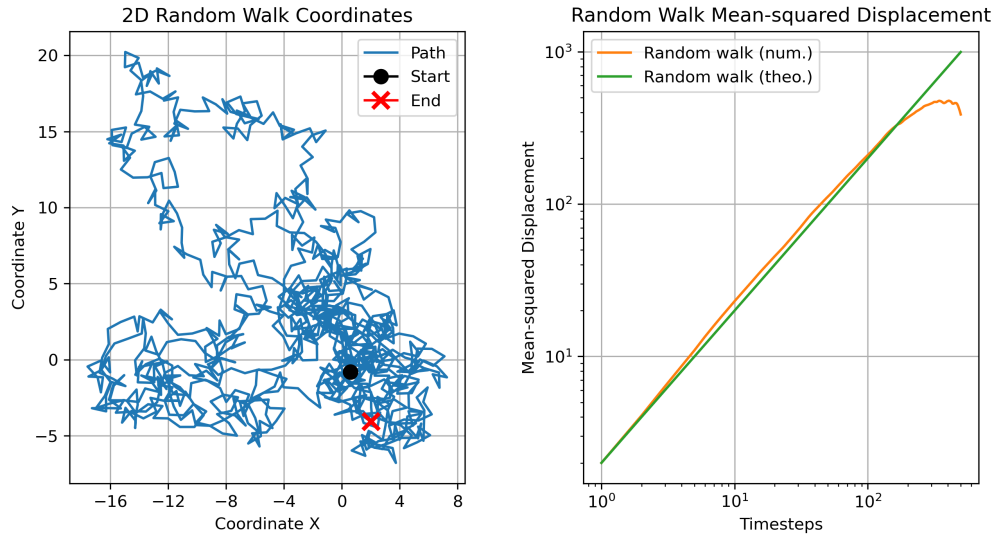 2D Random Walk Coordinates
Path
Start
End
20
15
10
5
0
−5
−16
−12
−8
−4
0
4
8
Coordinate X
Coordinate Y
Random Walk Mean-squared Displacement
Random walk (num.)
Random walk (theo.)
10³
10²
10¹
10⁰
10¹
10²
Timesteps
Mean-squared Displacement